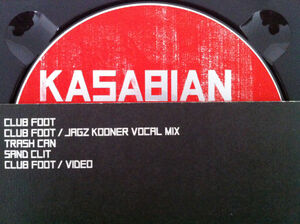 KASABIAN
CLUB FOOT
CLUB FOOT / JAGZ KOONER VOCAL MIX
TRASH CAN
SAND CLIT
CLUB FOOT / VIDEO